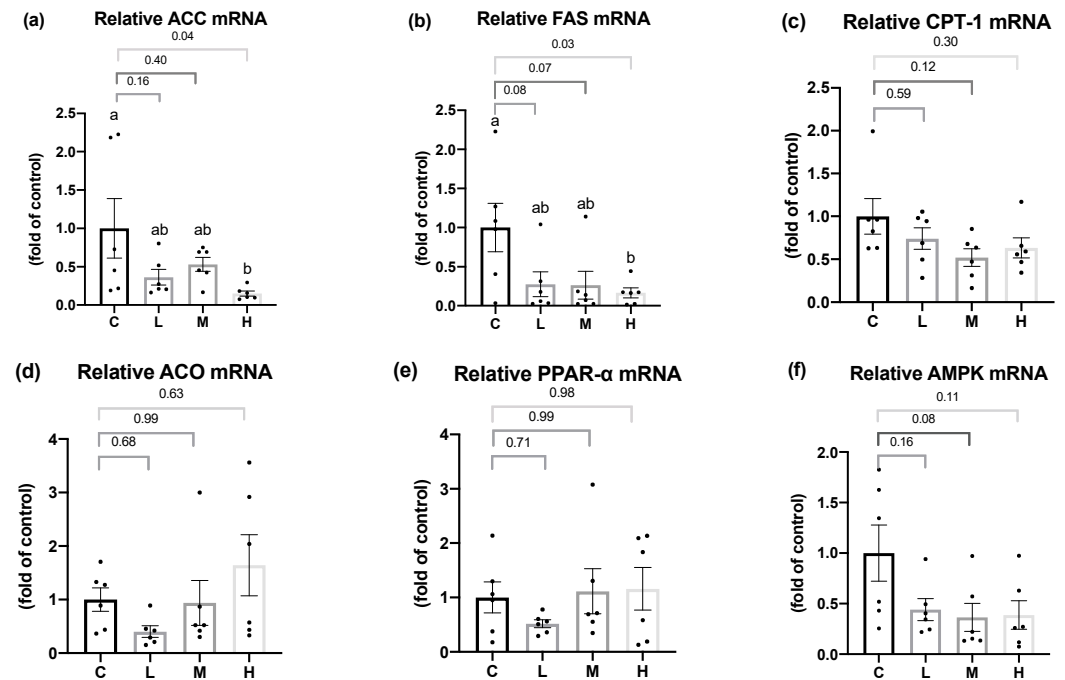 (a) Relative ACC mRNA
0.04
0.40
0.16
(fold of control)
2.5
2.0
1.5
1.0
0.5
0.0
a
ab
ab
b
C L M H
(b) Relative FAS mRNA
0.03
0.07
0.08
(fold of control)
2.5
2.0
1.5
1.0
0.5
0.0
a
ab
ab
b
C L M H
(c) Relative CPT-1 mRNA
0.30
0.12
0.59
(fold of control)
2.5
2.0
1.5
1.0
0.5
0.0
C L M H
(d) Relative ACO mRNA
0.63
0.99
0.68
(fold of control)
4
3
2
1
0
C L M H
(e) Relative PPAR-α mRNA
0.98
0.99
0.71
(fold of control)
4
3
2
1
0
C L M H
(f) Relative AMPK mRNA
0.11
0.08
0.16
(fold of control)
2.0
1.5
1.0
0.5
0.0
C L M H